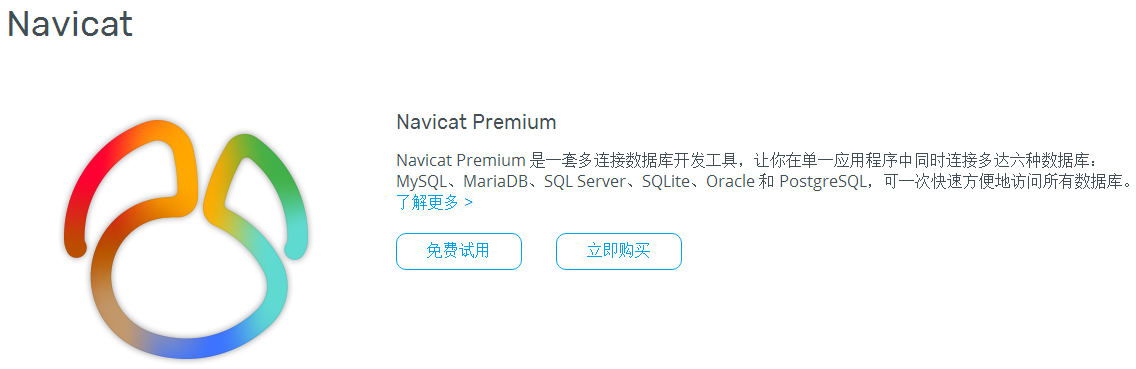 Navicat
Navicat Premium
Navicat Premium 是一套多连接数据库开发工具，让你在单一应用程序中同时连接多达六种数据库：
MySQL、MariaDB、SQL Server、SQLite、Oracle 和 PostgreSQL，可一次快速方便地访问所有数据库。
了解更多 >
免费试用
立即购买